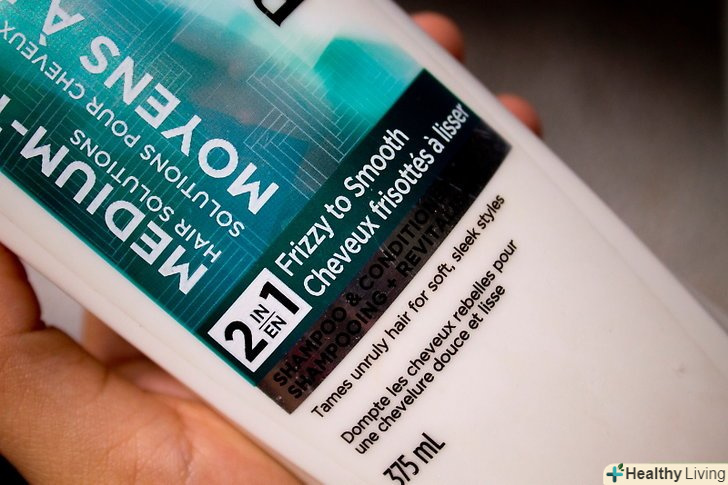 MEDIUM-
HAIR SOLUTIONS
SOLUTIONS POUR CHEVEUX
MOYENS À
2 IN/EN 1
Frizzy to Smooth
Cheveux frisottés à lisser
SHAMPOO & CONDITION
SHAMPOOING + REVITA
Tames unruly hair for soft, sleek styles
Dompte les cheveux rebelles pour
une chevelure douce et lisse
375 mL
Healthy Living